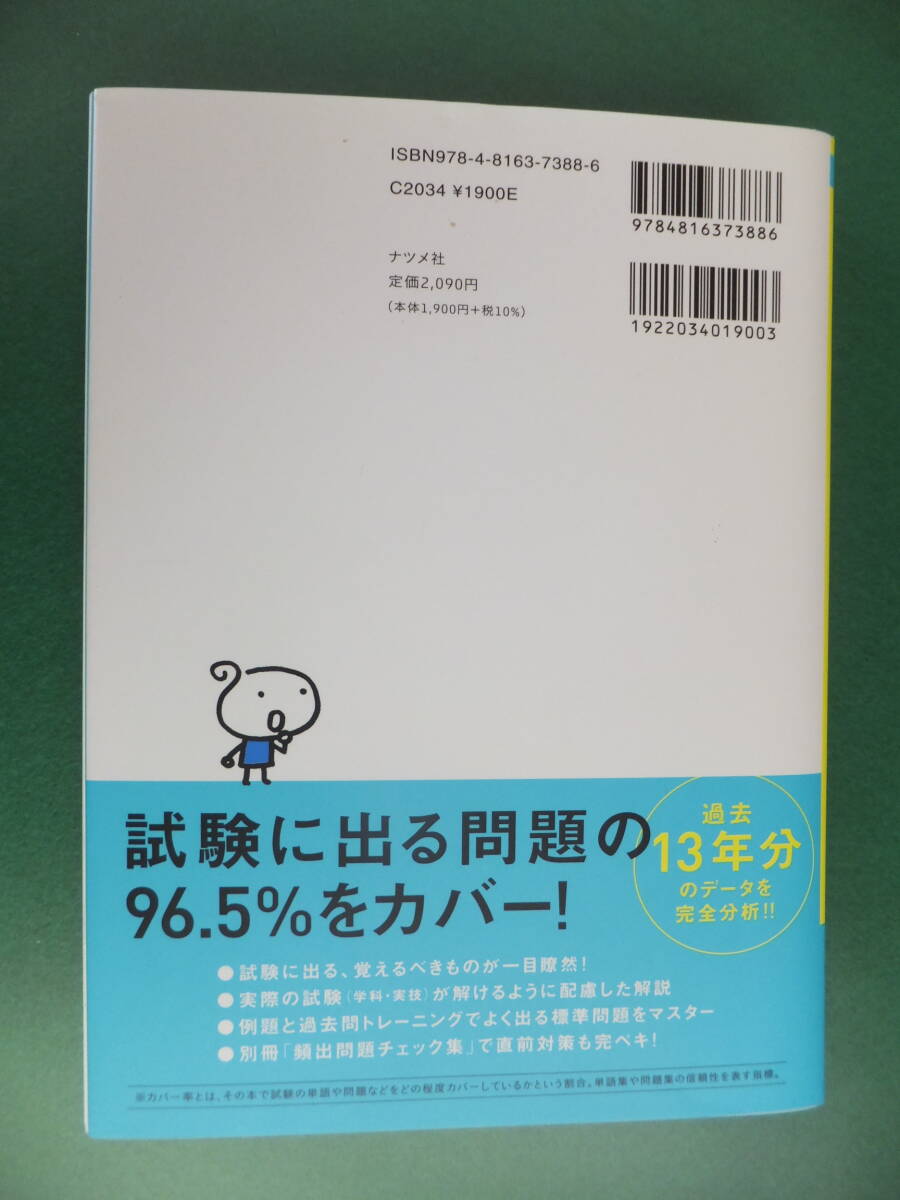 ISBN978-4-8163-7388-6
C2034 ¥1900E
9784816373886
ナツメ社
定価2,090円
(本体1,900円+税10%)
1922034019003
試験に出る問題の
96.5%をカバー!
過去
13年分
のデータを
完全分析!!
●試験に出る、覚えるべきものが一目瞭然!
●実際の試験(学科・実技)が解けるように配慮した解説
●例題と過去問トレーニングでよく出る標準問題をマスター
●別冊「頻出問題チェック集」で直前対策も完ペキ!
※カバー率とは、その本で試験の単語や問題などをどの程度カバーしているかという割合。単語集や問題集の信頼性を表す指標。